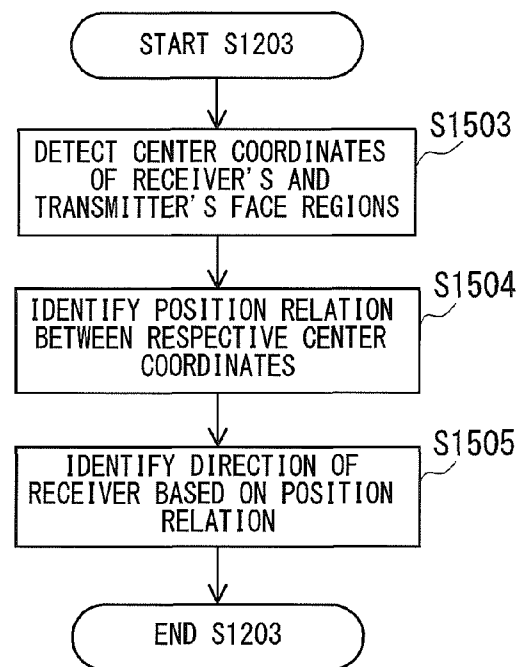 START S1203
S1503
DETECT CENTER COORDINATES
OF RECEIVER'S AND
TRANSMITTER'S FACE REGIONS
S1504
IDENTIFY POSITION RELATION
BETWEEN RESPECTIVE CENTER
COORDINATES
S1505
IDENTIFY DIRECTION OF
RECEIVER BASED ON POSITION
RELATION
END S1203